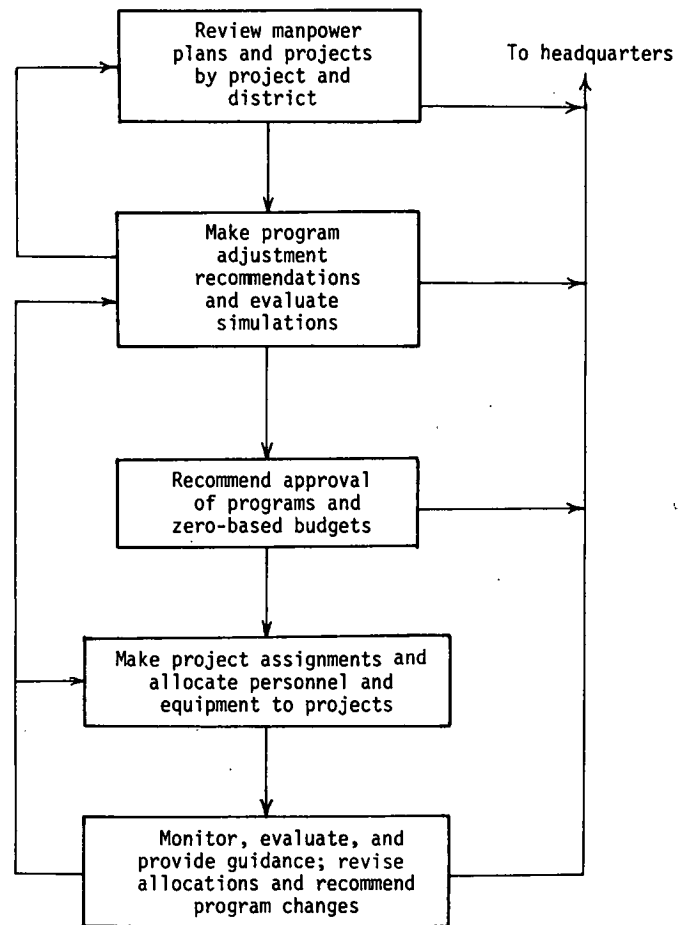 Review manpower
plans and projects
by project and
district
To headquarters
Make program
adjustment
recommendations
and evaluate
simulations
Recommend approval
of programs and
zero-based budgets
Make project assignments and
allocate personnel and
equipment to projects
Monitor, evaluate, and
provide guidance; revise
allocations and recommend
program changes